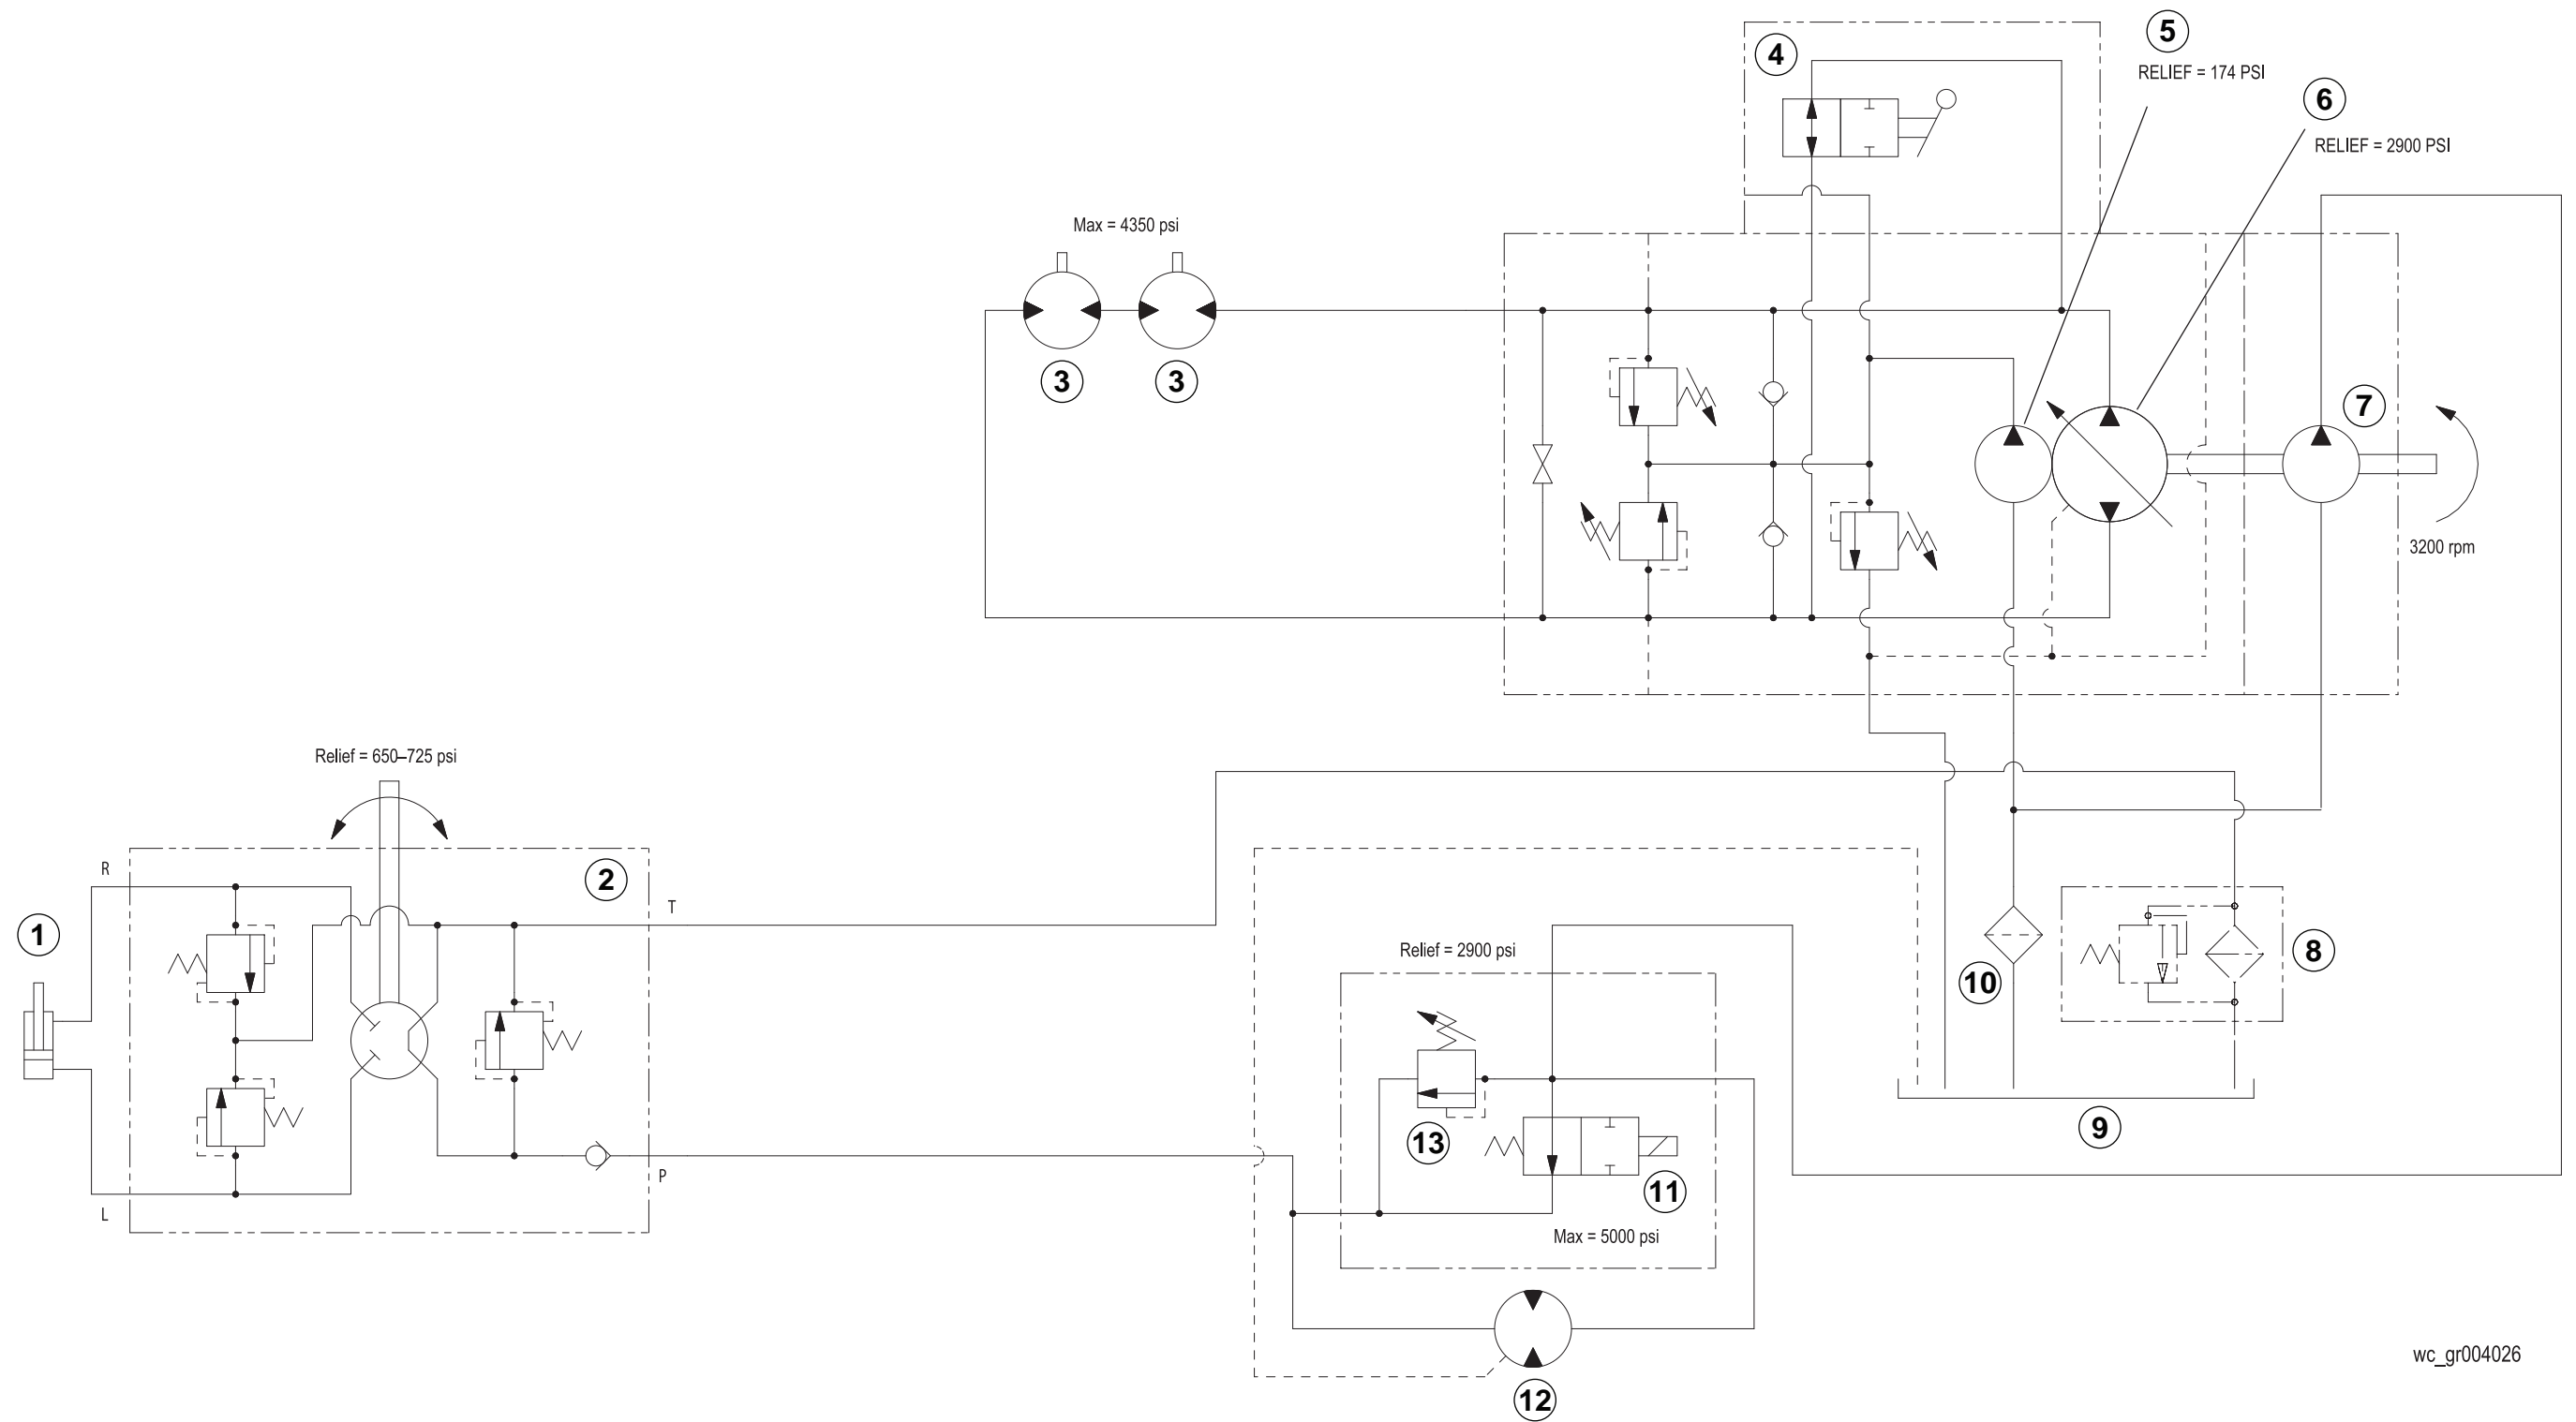 4
5
RELIEF = 174 PSI
6
RELIEF = 2900 PSI
Max = 4350 psi
3
3
7
3200 rpm
Relief = 650–725 psi
R
2
T
1
Relief = 2900 psi
8
10
13
9
P
11
L
Max = 5000 psi
12
wc_gr004026